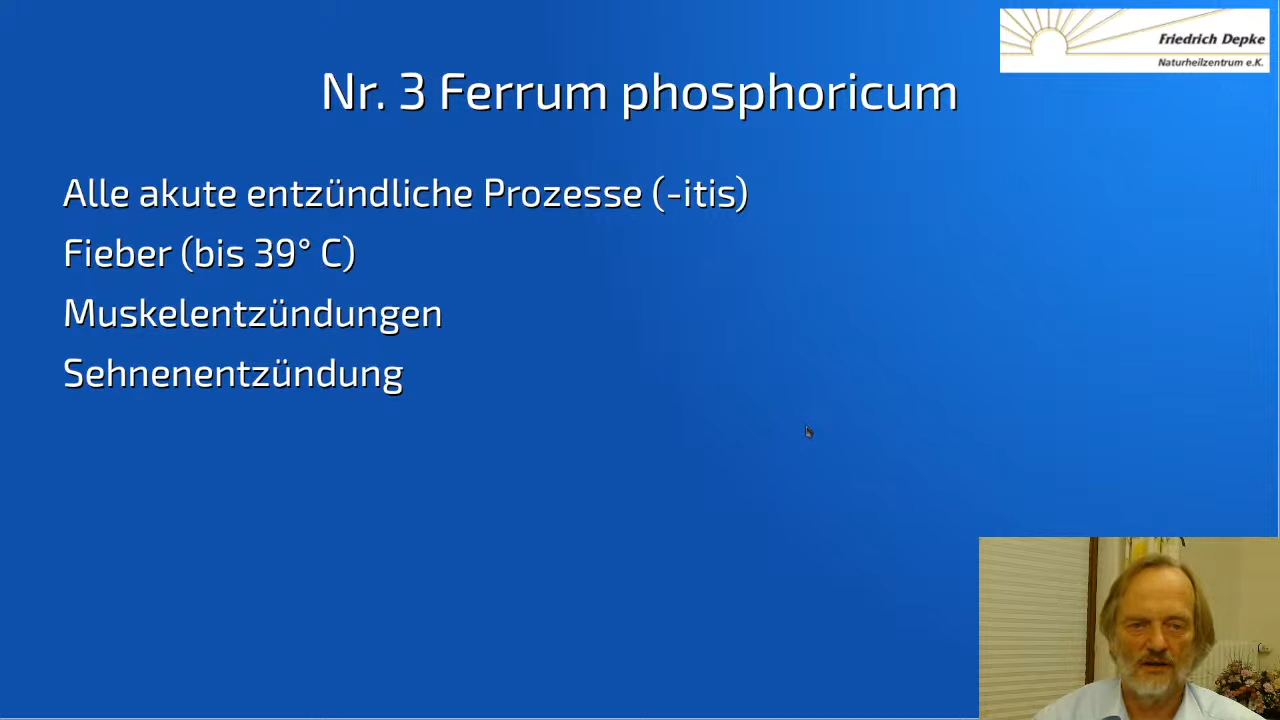 Friedrich Depke
Naturheilzentrum e.K.
Nr. 3 Ferrum phosphoricum
Alle akute entzündliche Prozesse (-itis)
Fieber (bis 39° C)
Muskelentzündungen
Sehnenentzündung